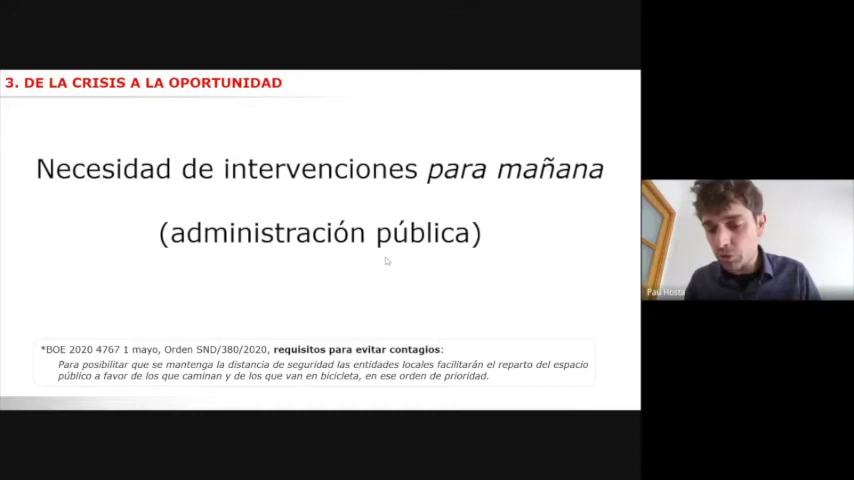 3. DE LA CRISIS A LA OPORTUNIDAD
Necesidad de intervenciones para mañana
(administración pública)
*BOE 2020 4767 1 mayo, Orden SND/380/2020, requisitos para evitar contagios:
Para posibilitar que se mantenga la distancia de seguridad las entidades locales facilitarán el reparto del espacio
público a favor de los que caminan y de los que van en bicicleta, en ese orden de prioridad.
Pau Hosta